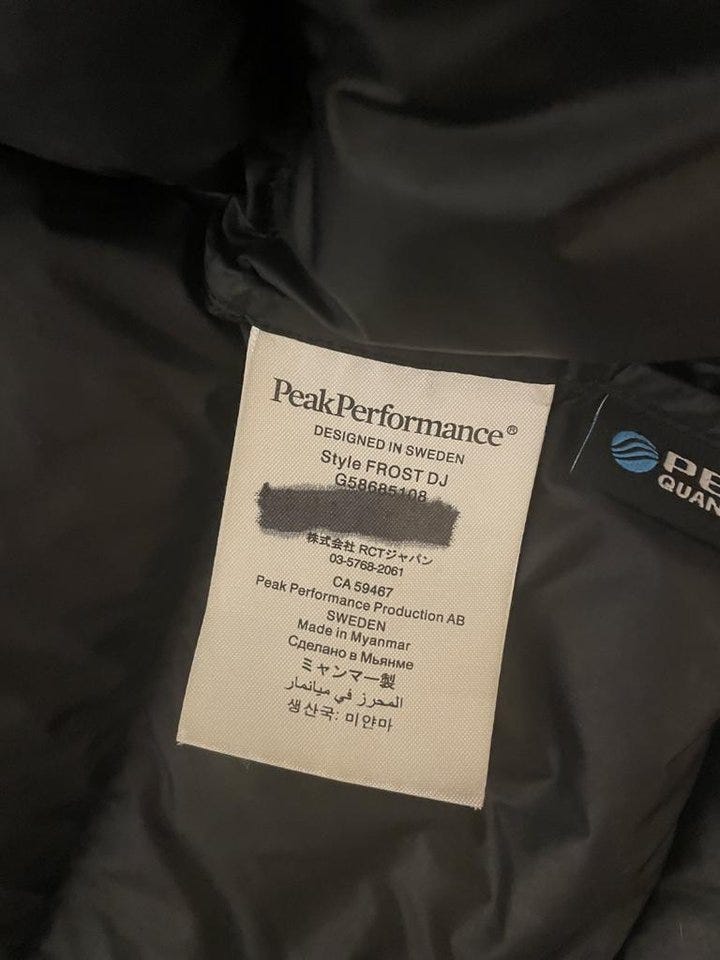 PeakPerformance®
DESIGNED IN SWEDEN
Style FROST DJ
G58685108
株式会社 RCTジャパン
03-5768-2061
CA 59467
Peak Performance Production AB
SWEDEN
Made in Myanmar
Сделано в Мьянме
ミャンマー製
المحرز في ميانمار
생산국: 미얀마